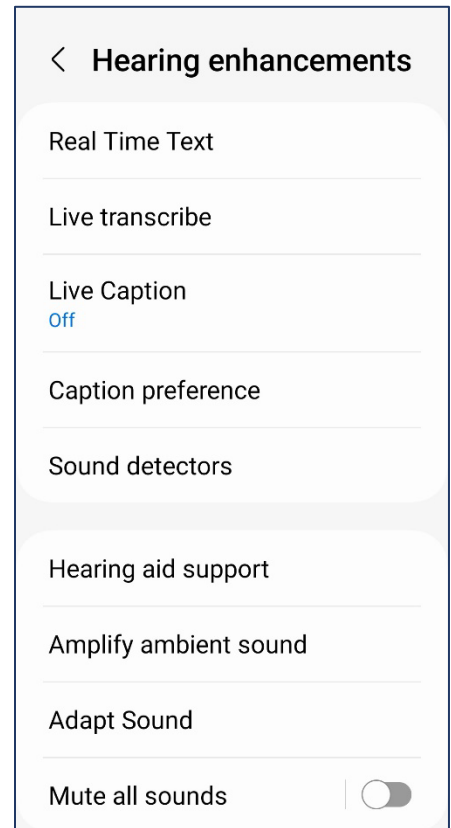 Hearing enhancements
Real Time Text
Live transcribe
Live Caption
Off
Caption preference
Sound detectors
Hearing aid support
Amplify ambient sound
Adapt Sound
Mute all sounds